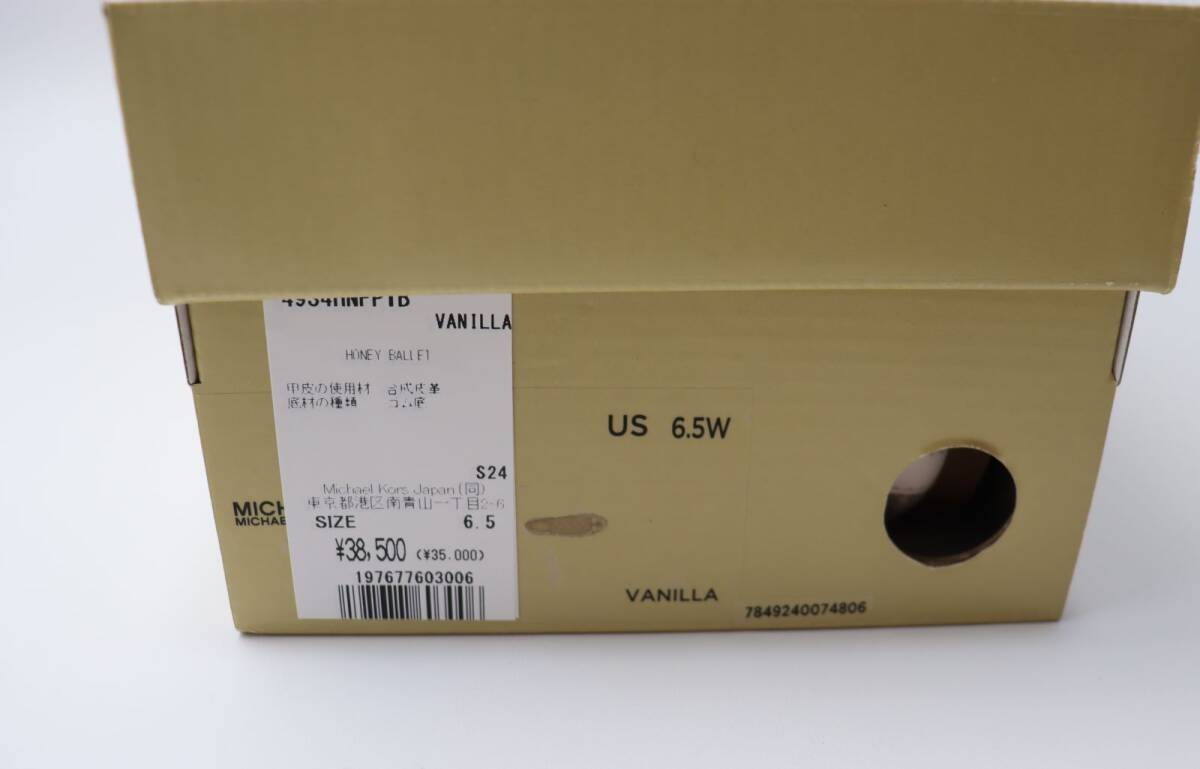 VANILLA
HONEY BALLET
甲皮の使用材 合成皮革
底材の種類 ゴム底
S24
Michael Kors Japan(同)
東京都港区南青山一丁目2-6
SIZE 6.5
¥38,500 (¥35.000)
197677603006
MICH
MICHAE
US 6.5W
VANILLA
7849240074806